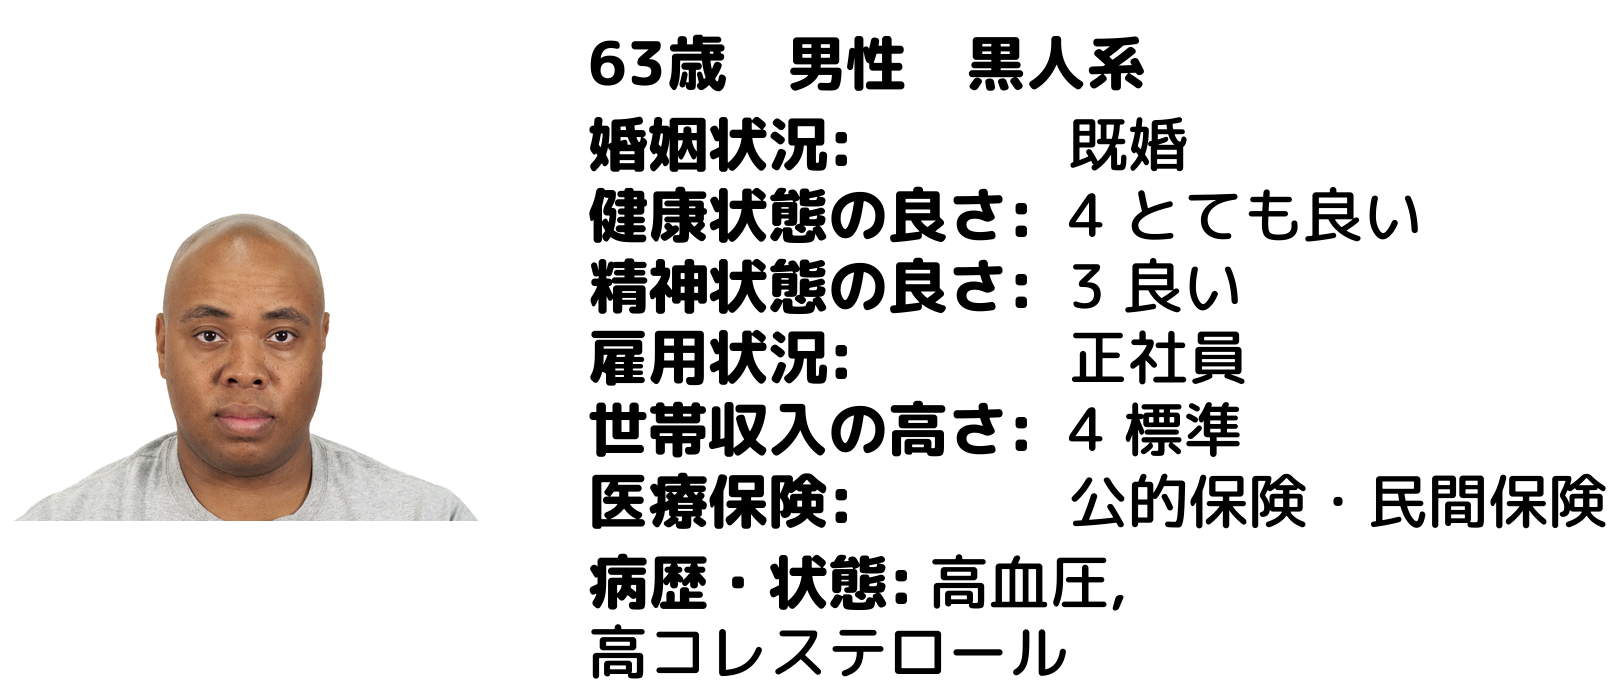 63歳　男性　黒人系
婚姻状況: 既婚
健康状態の良さ: 4 とても良い
精神状態の良さ: 3 良い
雇用状況: 正社員
世帯収入の高さ: 4 標準
医療保険: 公的保険・民間保険
病歴・状態: 高血圧,
高コレステロール